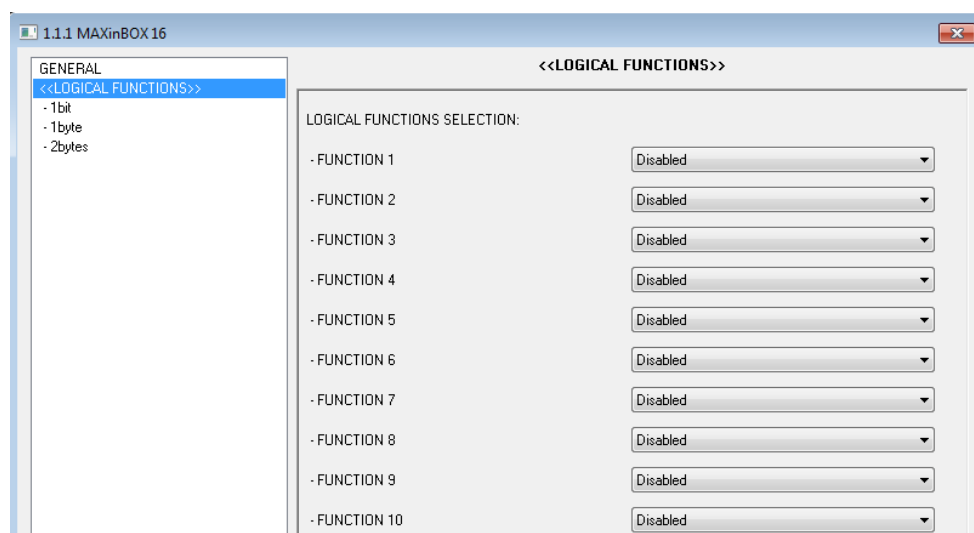 1.1.1 MAXinBOX 16
GENERAL
<<LOGICAL FUNCTIONS>>
- 1bit
- 1byte
- 2bytes
<<LOGICAL FUNCTIONS>>
LOGICAL FUNCTIONS SELECTION:
- FUNCTION 1 Disabled
- FUNCTION 2 Disabled
- FUNCTION 3 Disabled
- FUNCTION 4 Disabled
- FUNCTION 5 Disabled
- FUNCTION 6 Disabled
- FUNCTION 7 Disabled
- FUNCTION 8 Disabled
- FUNCTION 9 Disabled
- FUNCTION 10 Disabled